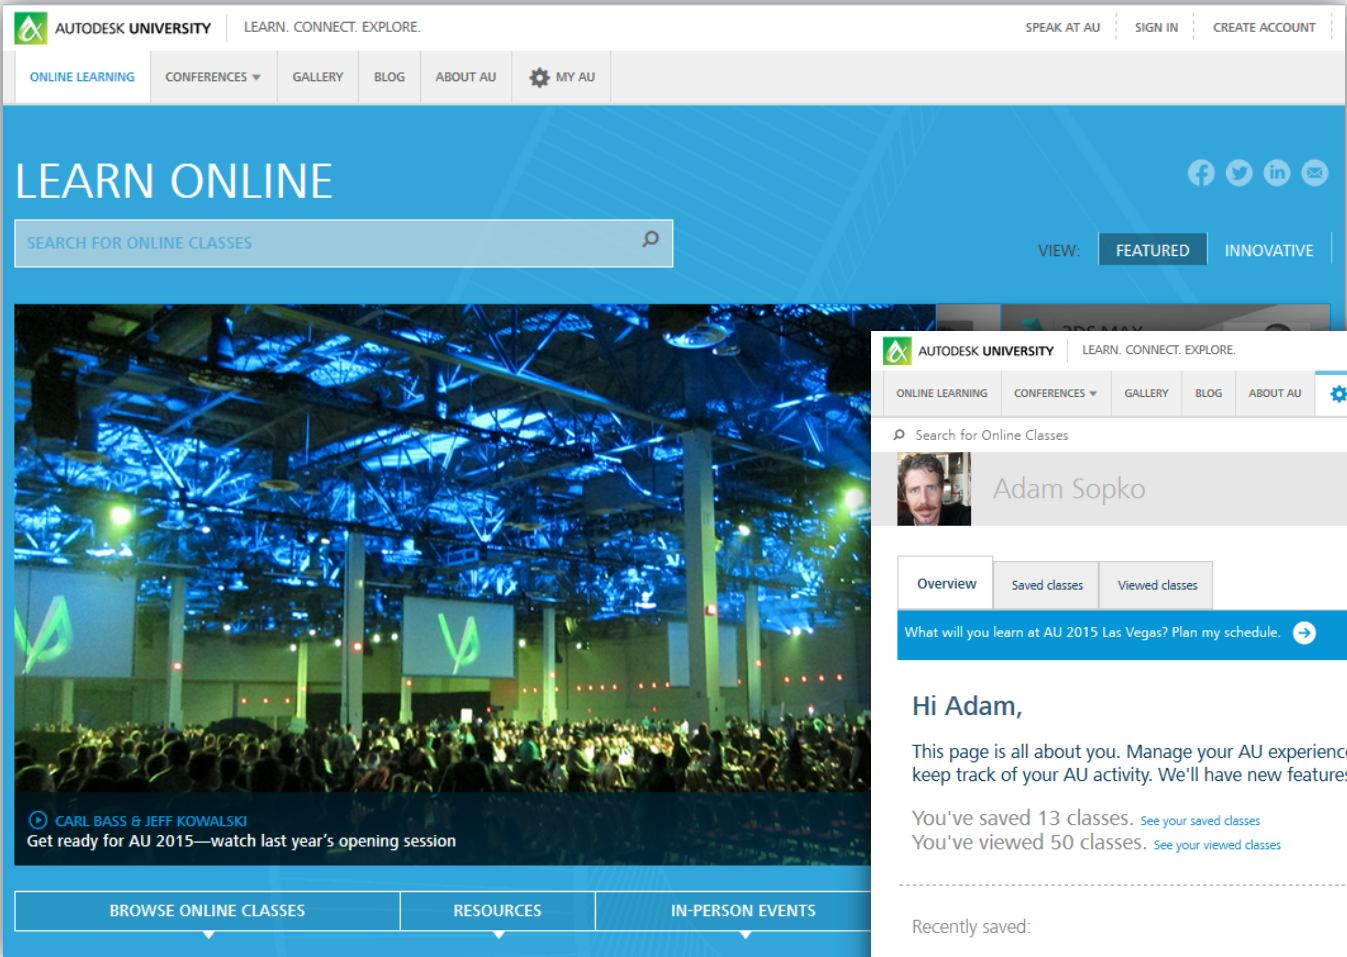 AUTODESK UNIVERSITY LEARN. CONNECT. EXPLORE. SPEAK AT AU SIGN IN CREATE ACCOUNT
ONLINE LEARNING CONFERENCES GALLERY BLOG ABOUT AU MY AU
LEARN ONLINE
SEARCH FOR ONLINE CLASSES
VIEW: FEATURED INNOVATIVE
3DS MAX
CARL BASS & JEFF KOWALSKI
Get ready for AU 2015—watch last year's opening session
BROWSE ONLINE CLASSES RESOURCES IN-PERSON EVENTS
AUTODESK UNIVERSITY LEARN. CONNECT. EXPLORE.
ONLINE LEARNING CONFERENCES GALLERY BLOG ABOUT AU
Search for Online Classes
Adam Sopko
Overview Saved classes Viewed classes
What will you learn at AU 2015 Las Vegas? Plan my schedule.
Hi Adam,
This page is all about you. Manage your AU experience
keep track of your AU activity. We'll have new features
You've saved 13 classes. See your saved classes
You've viewed 50 classes. See your viewed classes
Recently saved: